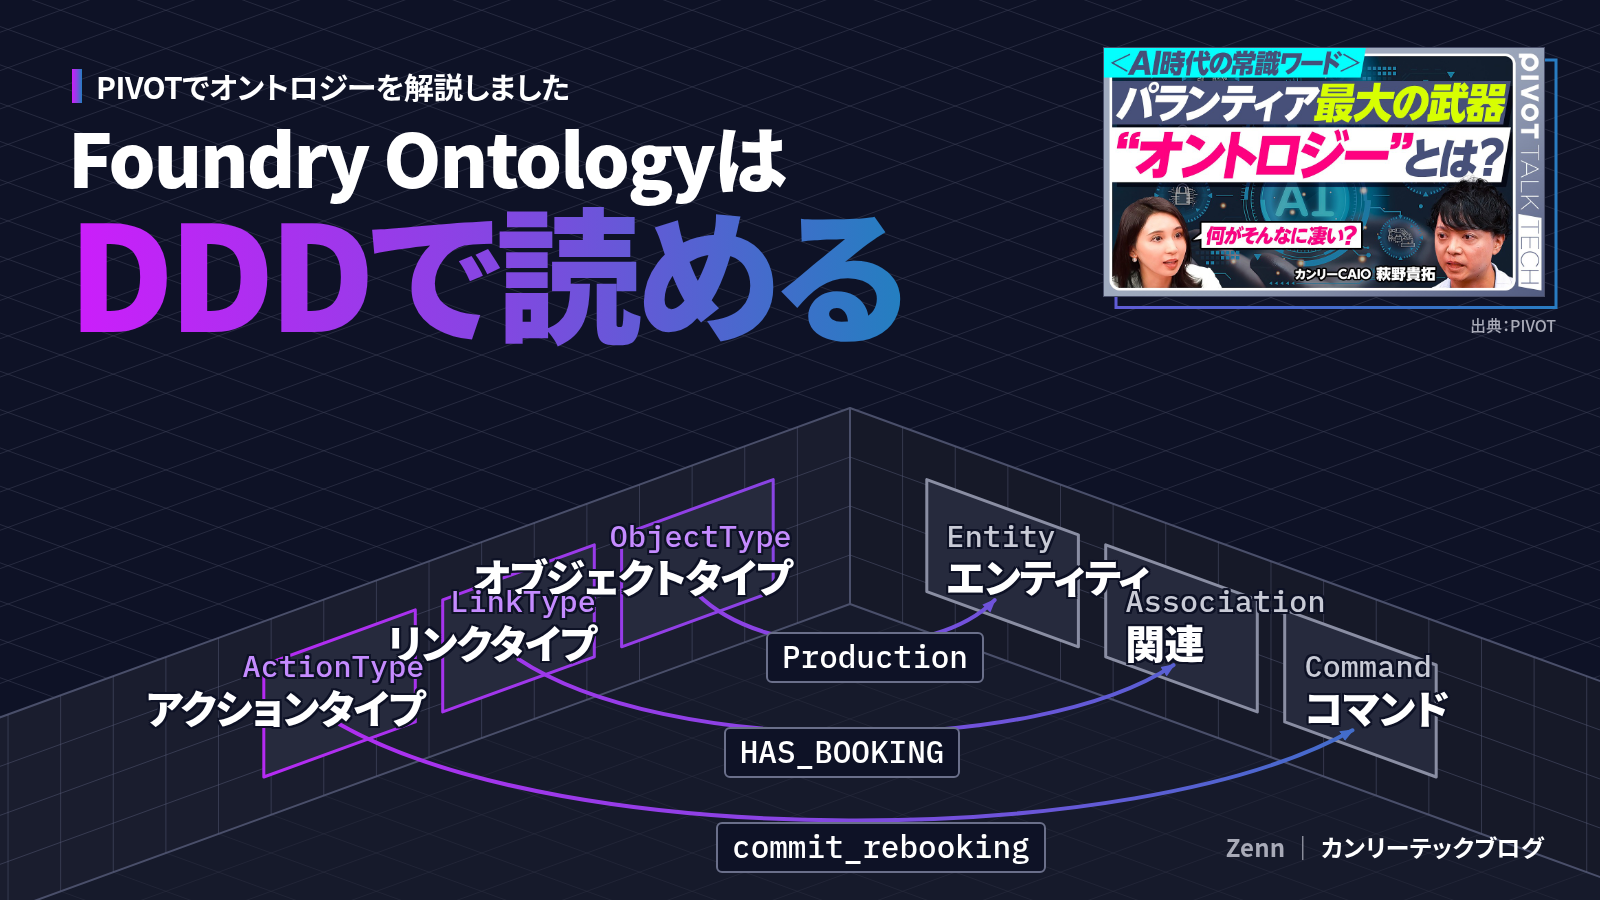 PIVOTでオントロジーを解説しました
Foundry Ontologyは
DDDで読める
＜AI時代の常識ワード＞
パランティア最大の武器
“オントロジー”とは?
AI
何がそんなに凄い?
カンリーCAIO 萩野貴拓
PIVOT TALK TECH
出典：PIVOT
ObjectType
オブジェクトタイプ
LinkType
リンクタイプ
ActionType
アクションタイプ
Entity
エンティティ
Association
関連
Command
コマンド
Production
HAS_BOOKING
commit_rebooking
Zenn｜カンリーテックブログ